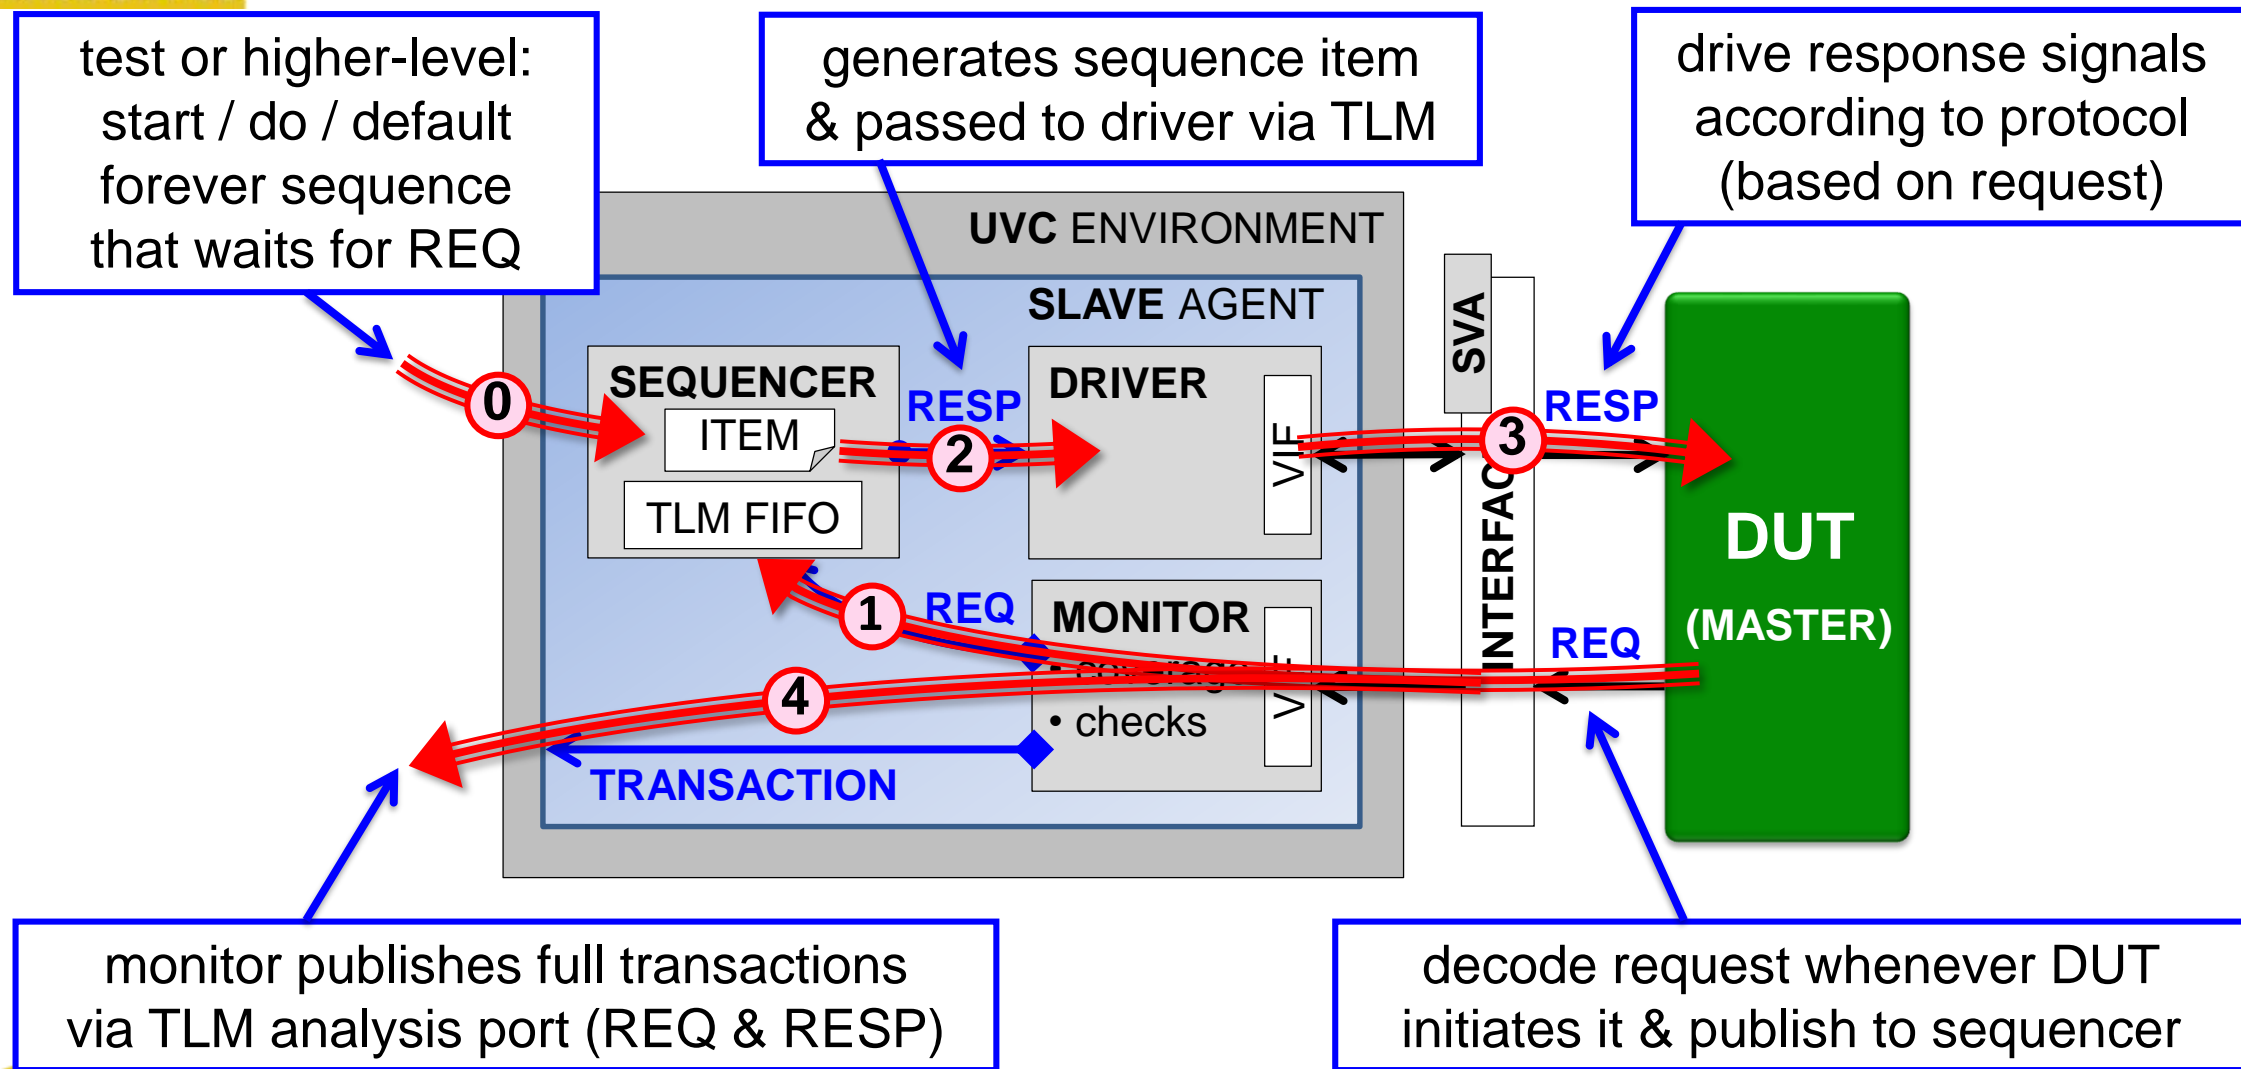 test or higher-level:
start / do / default
forever sequence
that waits for REQ
generates sequence item
& passed to driver via TLM
drive response signals
according to protocol
(based on request)
UVC ENVIRONMENT
SLAVE AGENT
SVA
SEQUENCER
RESP
DRIVER
RESP
0
ITEM
2
VIF
3
INTERFACE
TLM FIFO
DUT
(MASTER)
1
REQ
MONITOR
REQ
• coverage
VIF
4
• checks
TRANSACTION
monitor publishes full transactions
via TLM analysis port (REQ & RESP)
decode request whenever DUT
initiates it & publish to sequencer